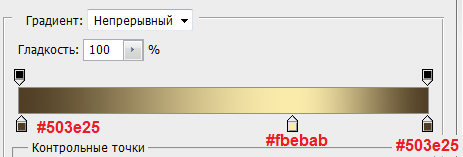 Градиент: Непрерывный
Гладкость: 100 %
#503e25 #fbebab #503e25
Контрольные точки